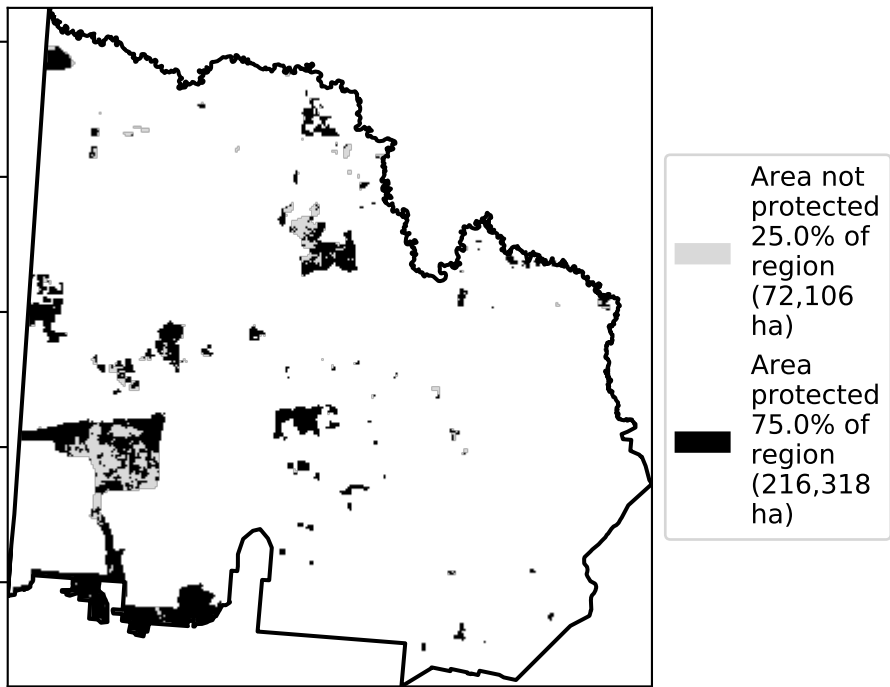 Area not
protected
25.0% of
region
(72,106
ha)
Area
protected
75.0% of
region
(216,318
ha)